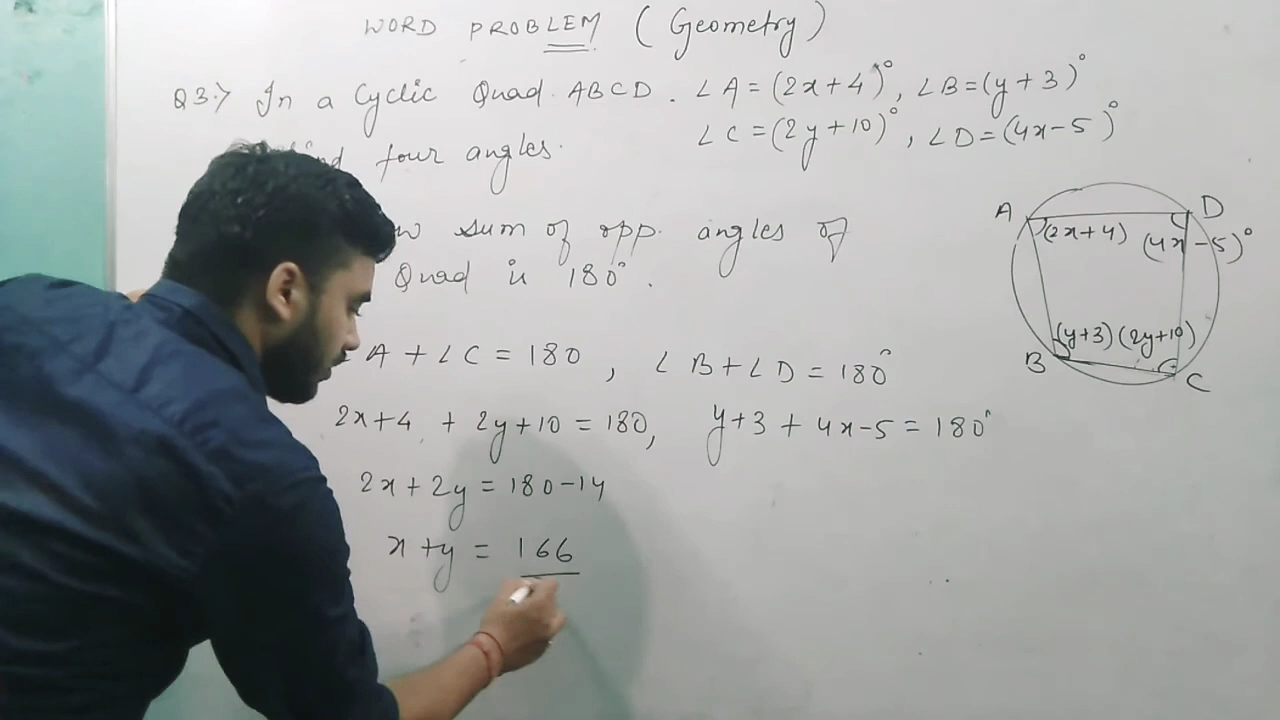 WORD PROBLEM (Geometry)
Q3:→ In a Cyclic Quad. ABCD. ∠A=(2x+4)°, ∠B=(y+3)°
∠C=(2y+10)°, ∠D=(4x-5)°
four angles.
sum of opp. angles of
Quad is 180°.
A+∠C=180, ∠B+∠D=180°
2x+4 + 2y+10=180, y+3+4x-5=180°
2x+2y=180-14
x+y=166
A D
(2x+4) (4x-5)°
(y+3) (2y+10)
B C